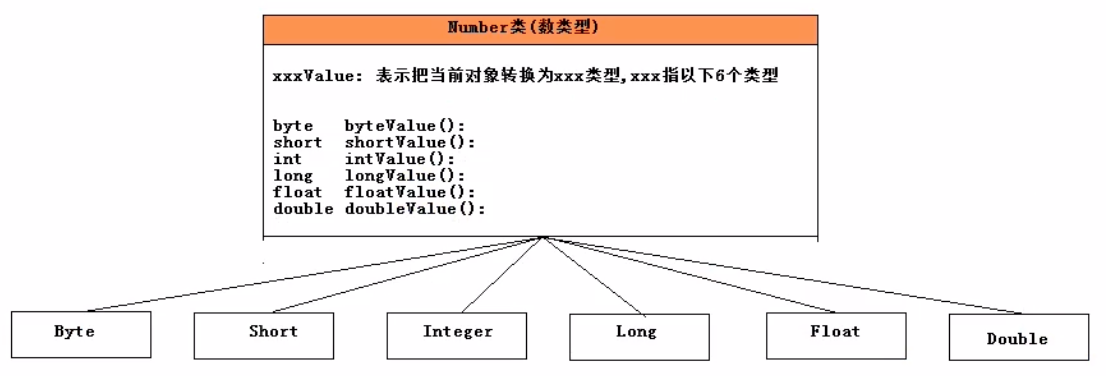 Number类(数类型)
xxxValue: 表示把当前对象转换为xxx类型,xxx指以下6个类型
byte byteValue():
short shortValue():
int intValue():
long longValue():
float floatValue():
double doubleValue():
Byte Short Integer Long Float Double